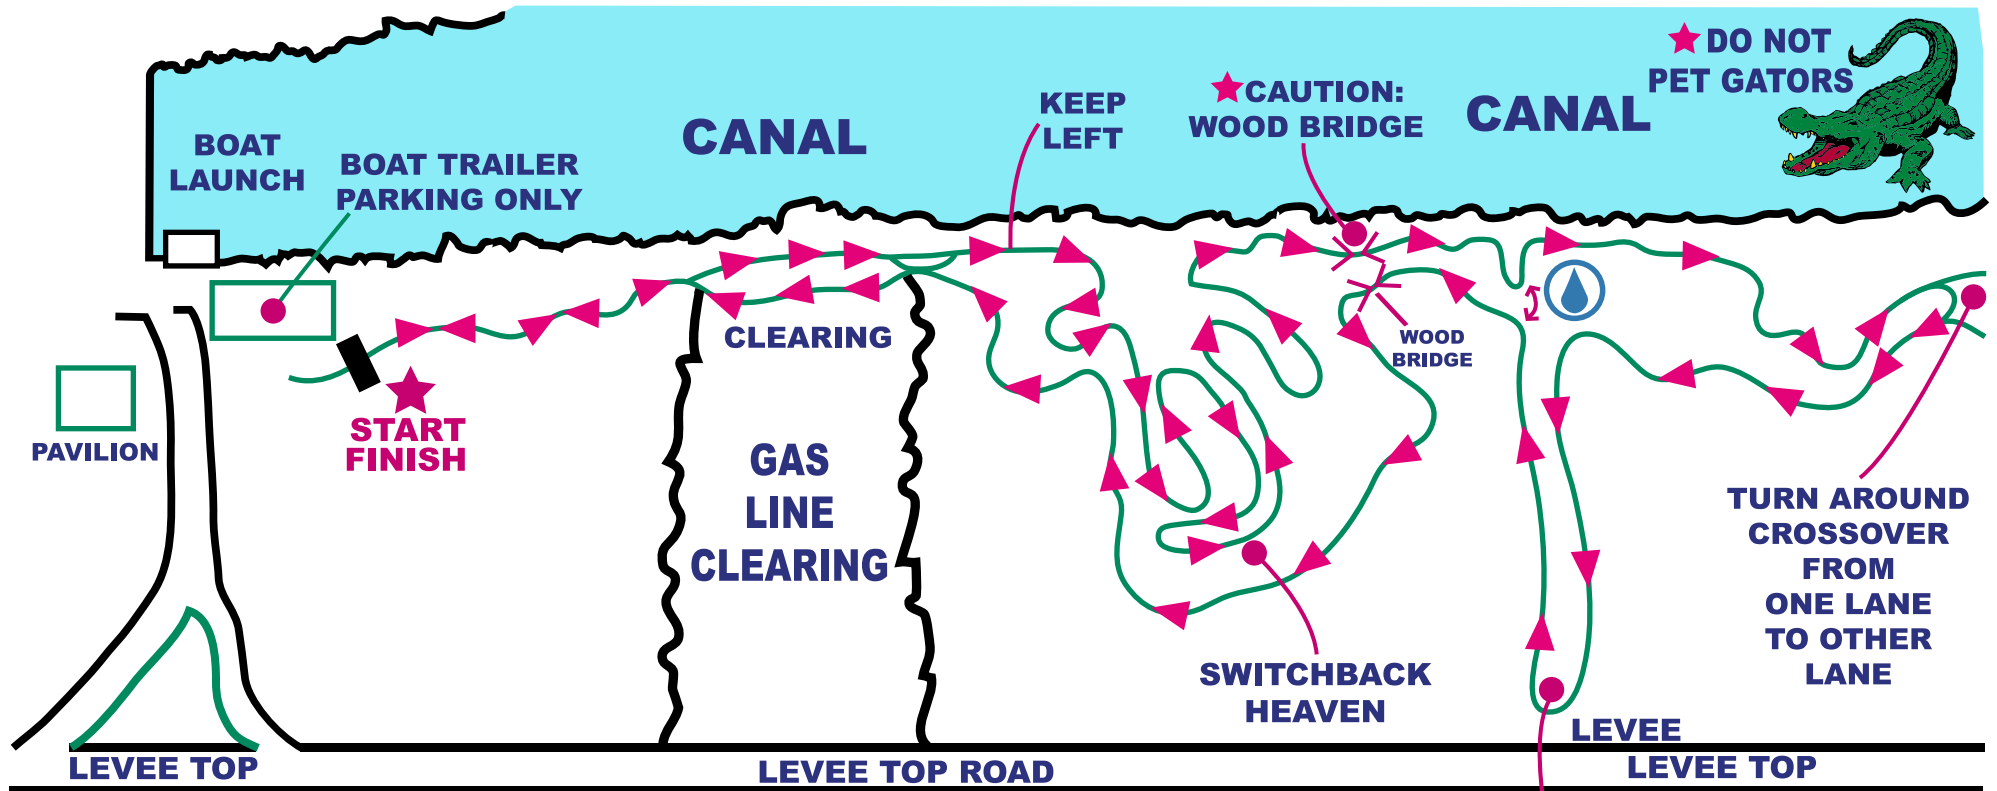 DO NOT
PET GATORS
CAUTION:
WOOD BRIDGE
KEEP
LEFT
CANAL
CANAL
BOAT
LAUNCH
BOAT TRAILER
PARKING ONLY
CLEARING
WOOD
BRIDGE
START
FINISH
PAVILION
GAS
LINE
CLEARING
TURN AROUND
CROSSOVER
FROM
ONE LANE
TO OTHER
LANE
SWITCHBACK
HEAVEN
LEVEE
LEVEE TOP
LEVEE TOP ROAD
LEVEE TOP